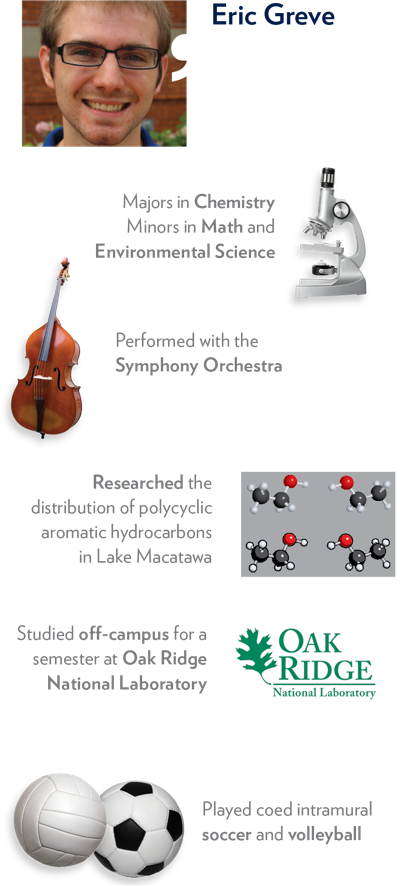 Eric Greve
Majors in Chemistry
Minors in Math and
Environmental Science
Performed with the
Symphony Orchestra
Researched the
distribution of polycyclic
aromatic hydrocarbons
in Lake Macatawa
Studied off-campus for a
semester at Oak Ridge
National Laboratory
OAK
RIDGE
National Laboratory
Played coed intramural
soccer and volleyball